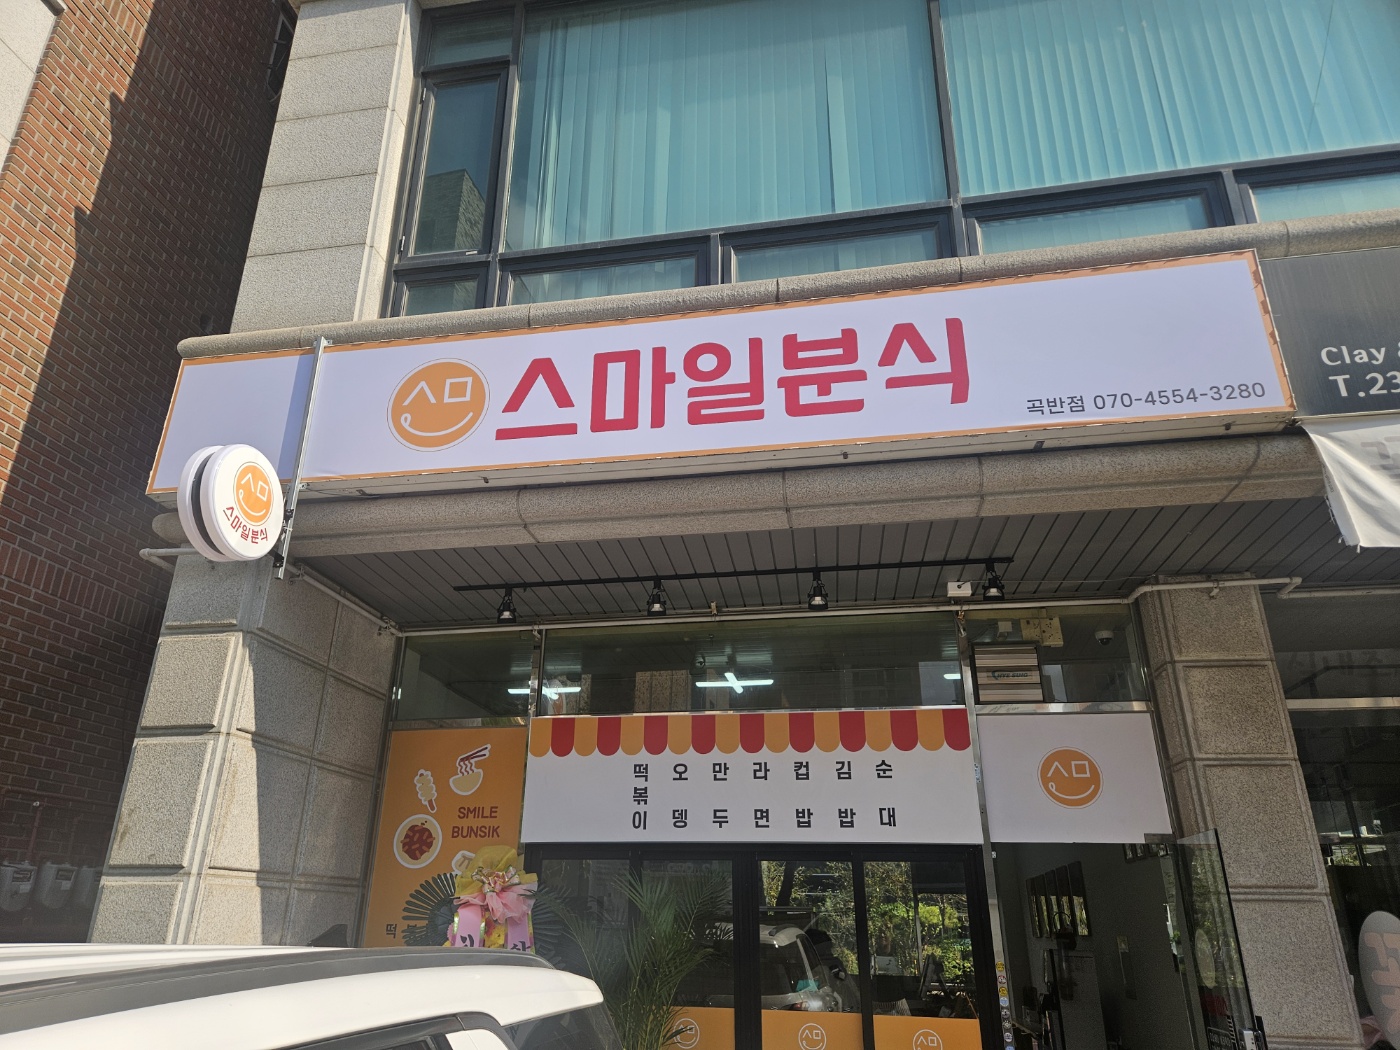 스마일분식
곡반점 070-4554-3280
스마일분식
Clay
T.23
떡볶이 오뎅 만두 라면 컵밥 김밥 순대
SMILE
BUNSIK
떡